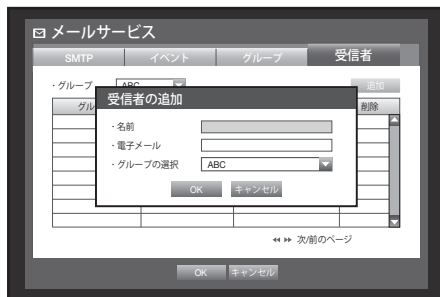 メールサービス
SMTP イベント グループ 受信者
・グループ ABC 追加
グル 削除
受信者の追加
・名前
・電子メール
・グループの選択 ABC
OK キャンセル
次/前のページ
OK キャンセル